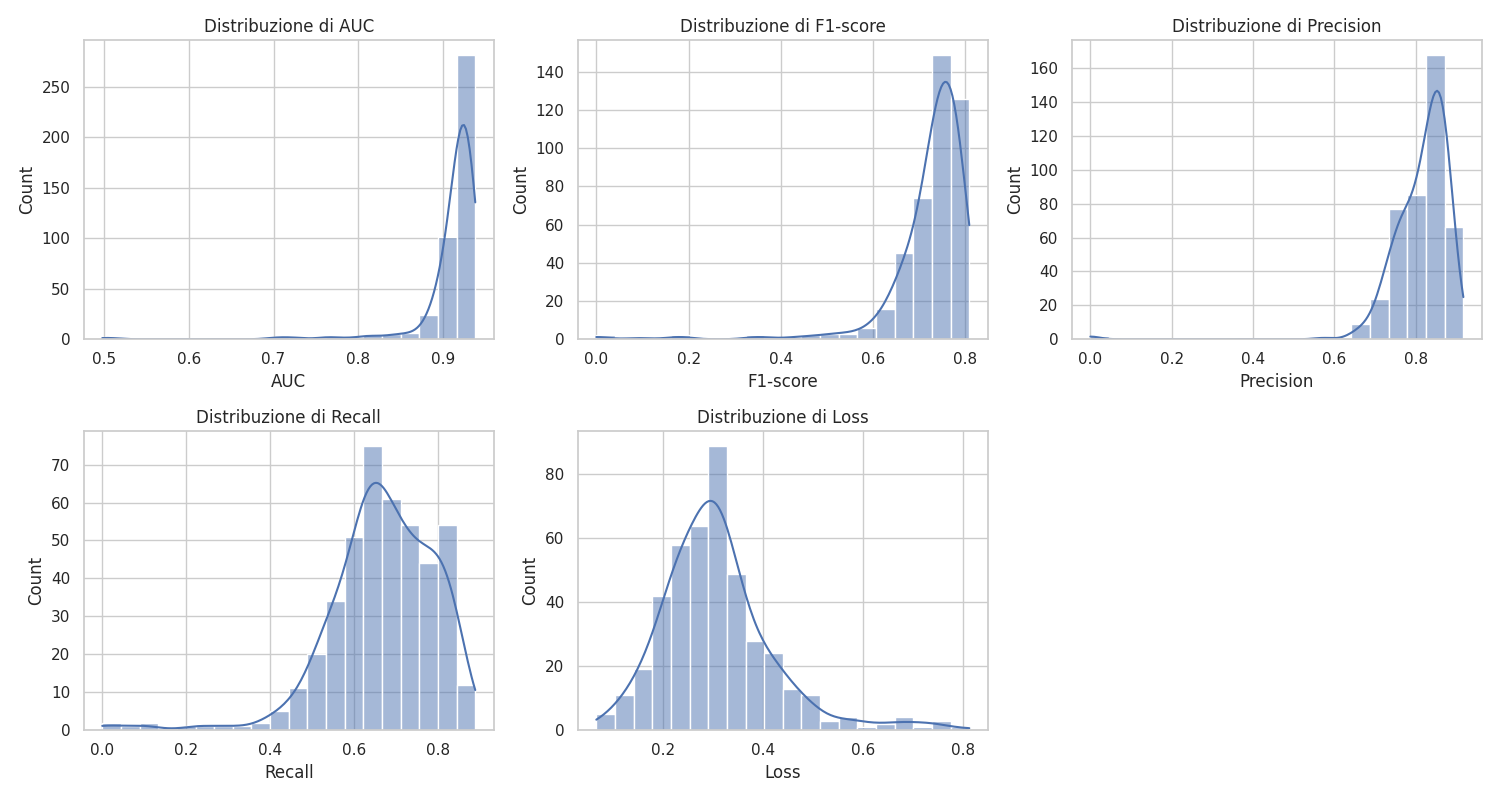 Distribuzione di AUC
Count
250
200
150
100
50
0
0.5 0.6 0.7 0.8 0.9
AUC
Distribuzione di F1-score
Count
140
120
100
80
60
40
20
0
0.0 0.2 0.4 0.6 0.8
F1-score
Distribuzione di Precision
Count
160
140
120
100
80
60
40
20
0
0.0 0.2 0.4 0.6 0.8
Precision
Distribuzione di Recall
Count
70
60
50
40
30
20
10
0
0.0 0.2 0.4 0.6 0.8
Recall
Distribuzione di Loss
Count
80
60
40
20
0
0.2 0.4 0.6 0.8
Loss